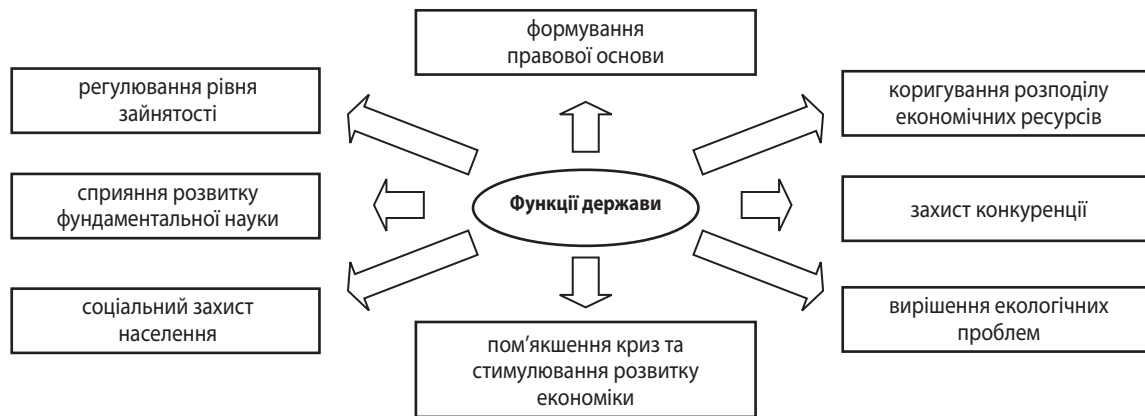 формування
правової основи
регулювання рівня
зайнятості
коригування розподілу
економічних ресурсів
сприяння розвитку
фундаментальної науки
Функції держави
захист конкуренції
соціальний захист
населення
вирішення екологічних
проблем
пом’якшення криз та
стимулювання розвитку
економіки